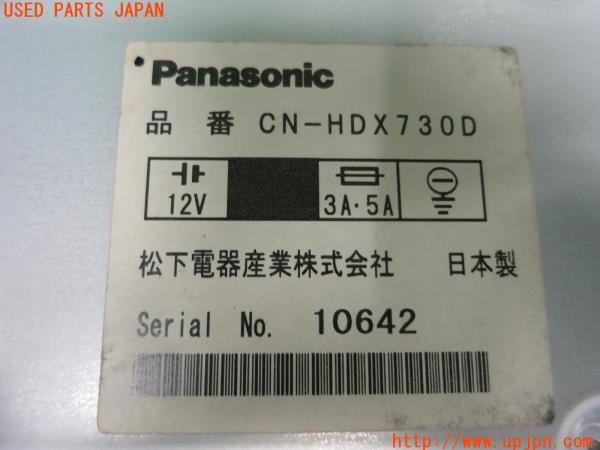 USED PARTS JAPAN
Panasonic
品 番 CN-HDX730D
12V 3A・5A
松下電器産業株式会社 日本製
Serial No. 10642
http://www.upjpn.com/